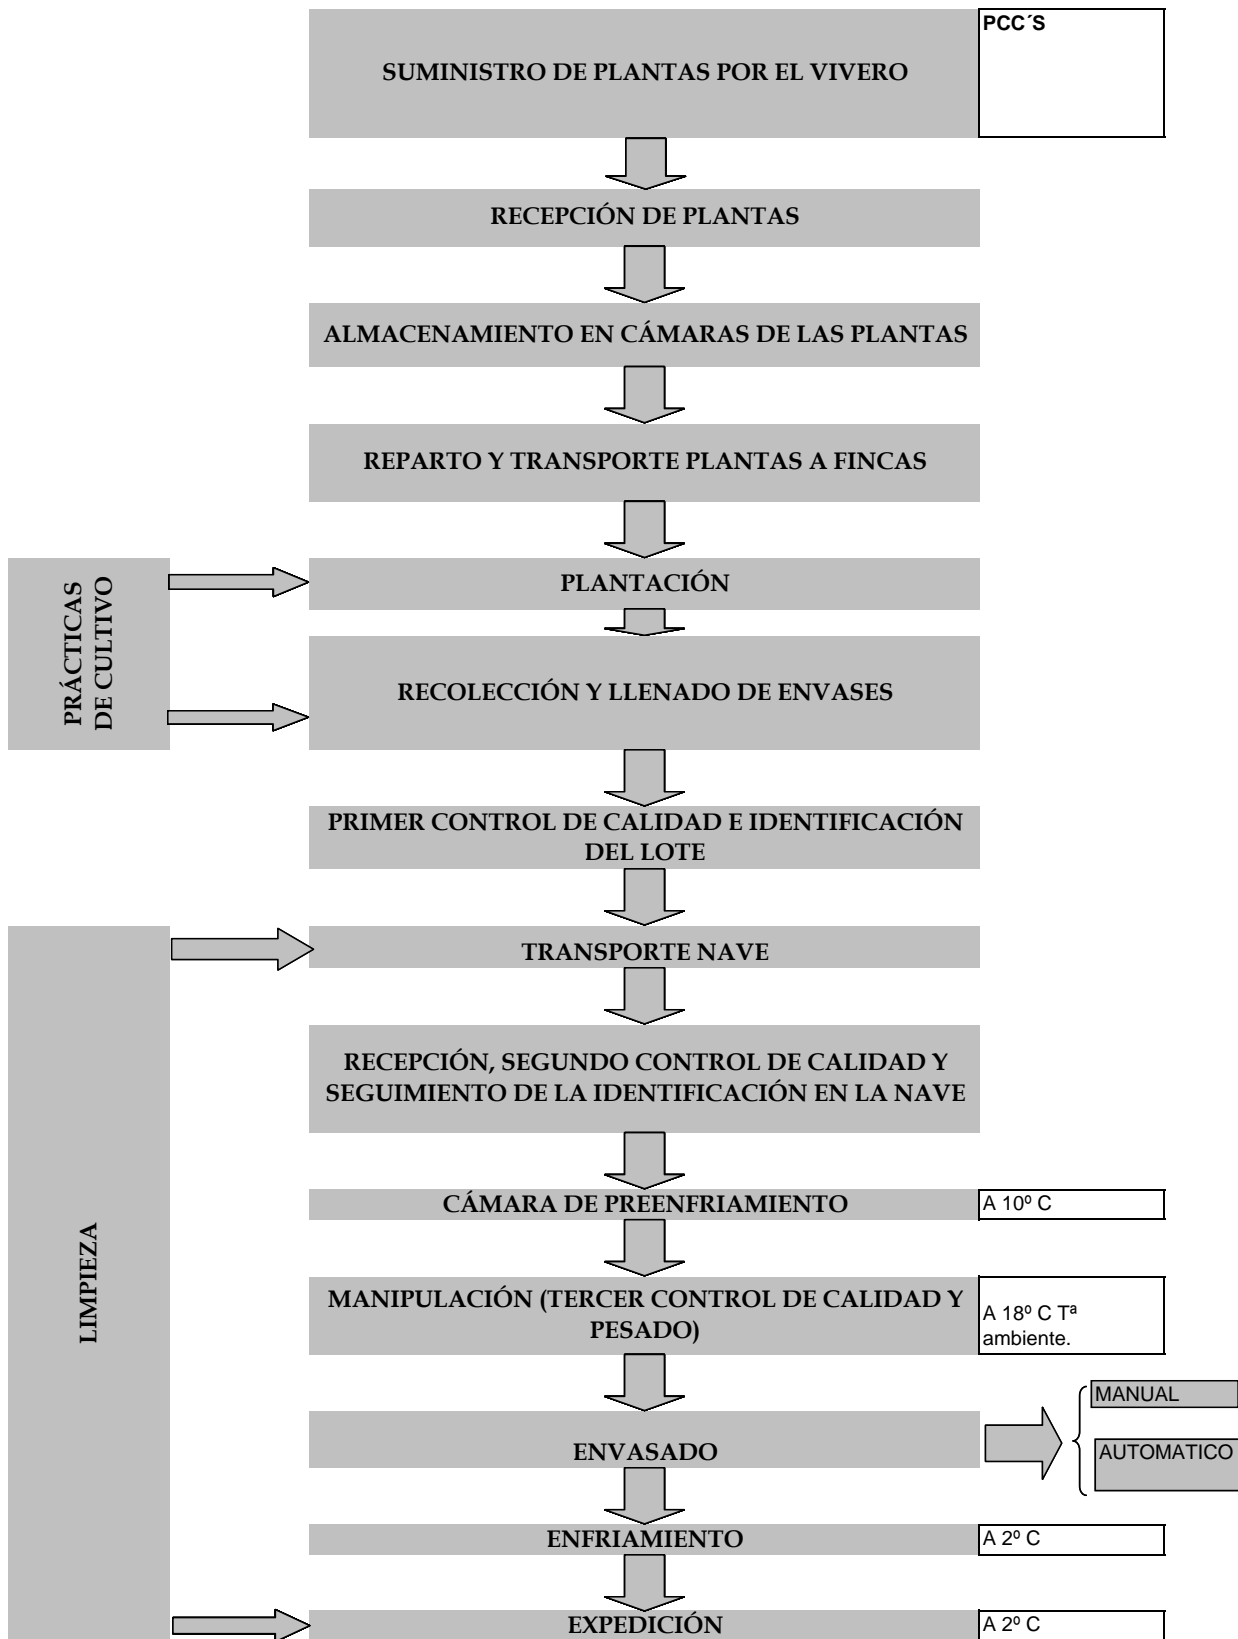 SUMINISTRO DE PLANTAS POR EL VIVERO
PCC´S
RECEPCIÓN DE PLANTAS
ALMACENAMIENTO EN CÁMARAS DE LAS PLANTAS
REPARTO Y TRANSPORTE PLANTAS A FINCAS
PRÁCTICAS
DE CULTIVO
PLANTACIÓN
RECOLECCIÓN Y LLENADO DE ENVASES
PRIMER CONTROL DE CALIDAD E IDENTIFICACIÓN
DEL LOTE
LIMPIEZA
TRANSPORTE NAVE
RECEPCIÓN, SEGUNDO CONTROL DE CALIDAD Y
SEGUIMIENTO DE LA IDENTIFICACIÓN EN LA NAVE
CÁMARA DE PREENFRIAMIENTO
A 10º C
MANIPULACIÓN (TERCER CONTROL DE CALIDAD Y
PESADO)
A 18º C Tª
ambiente.
ENVASADO
MANUAL
AUTOMATICO
ENFRIAMIENTO
A 2º C
EXPEDICIÓN
A 2º C